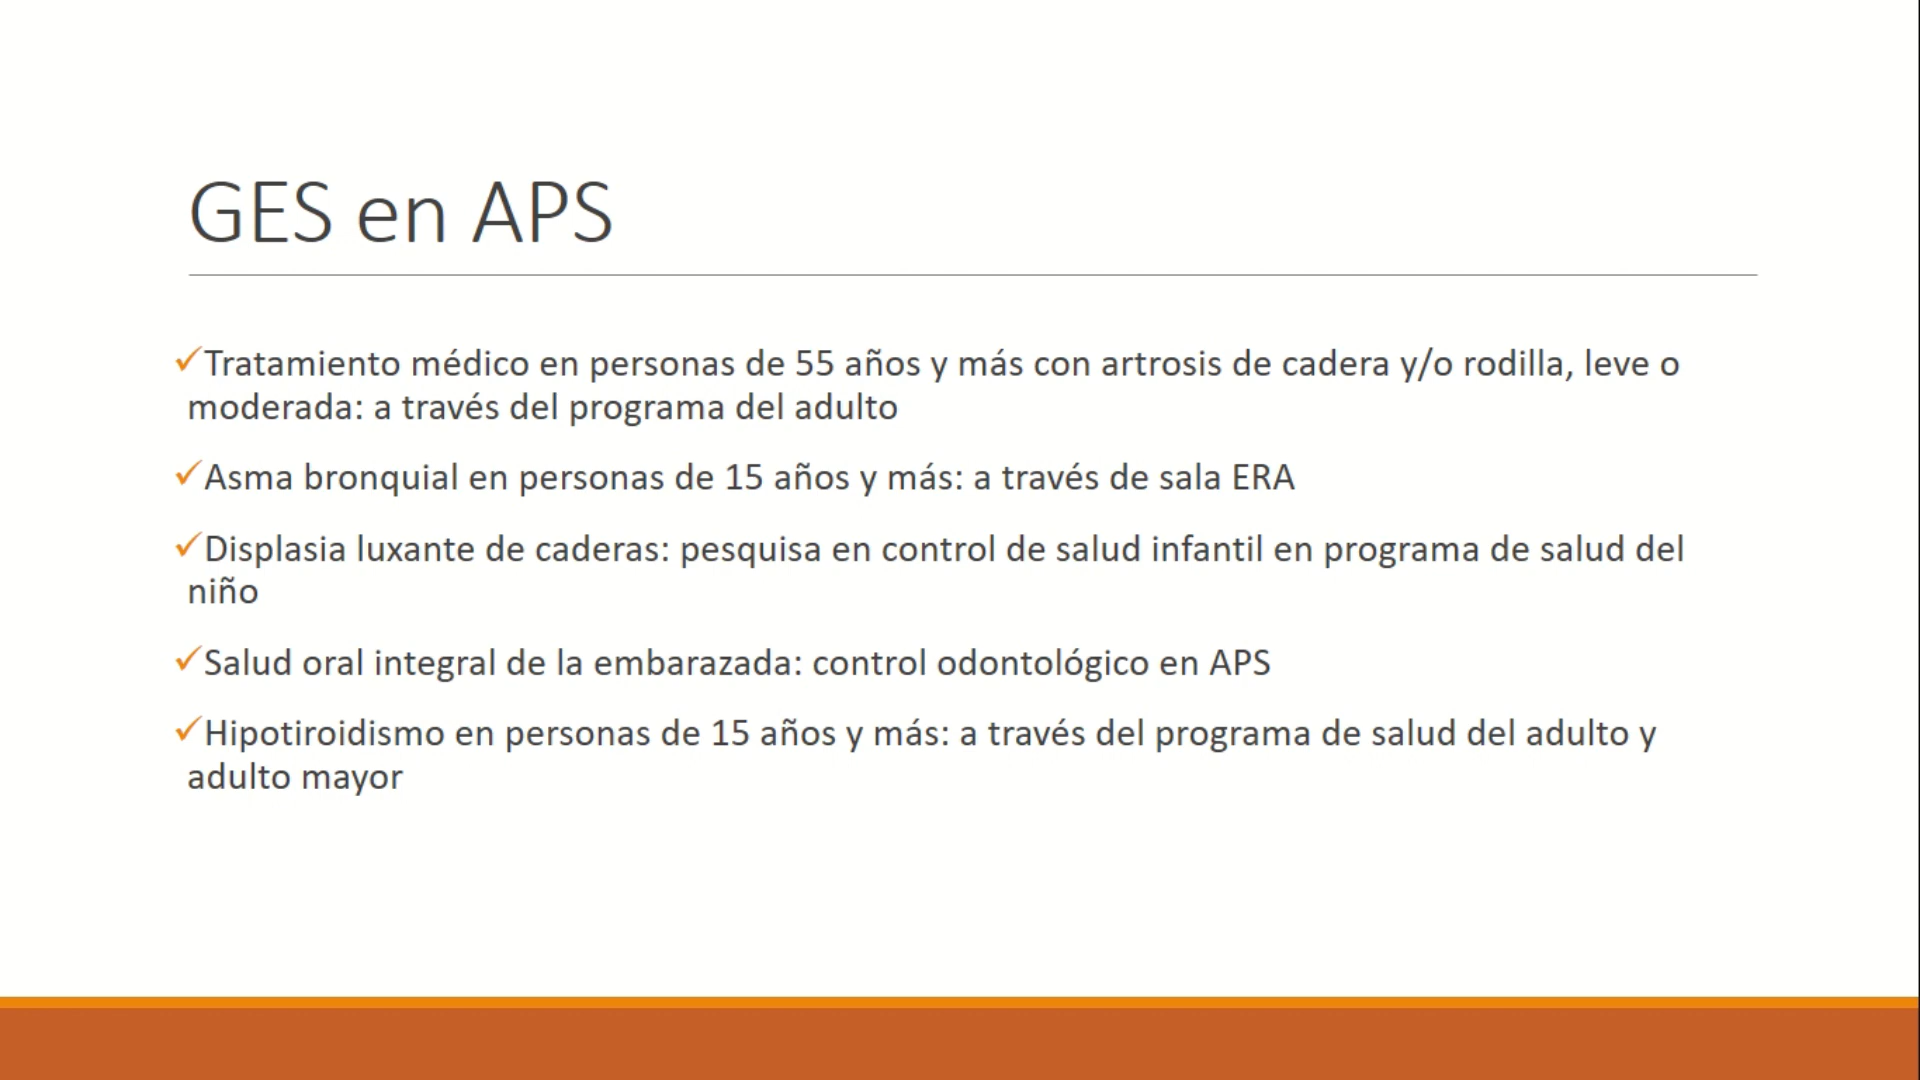 GES en APS
✓Tratamiento médico en personas de 55 años y más con artrosis de cadera y/o rodilla, leve o
moderada: a través del programa del adulto
✓Asma bronquial en personas de 15 años y más: a través de sala ERA
✓Displasia luxante de caderas: pesquisa en control de salud infantil en programa de salud del
niño
✓Salud oral integral de la embarazada: control odontológico en APS
✓Hipotiroidismo en personas de 15 años y más: a través del programa de salud del adulto y
adulto mayor